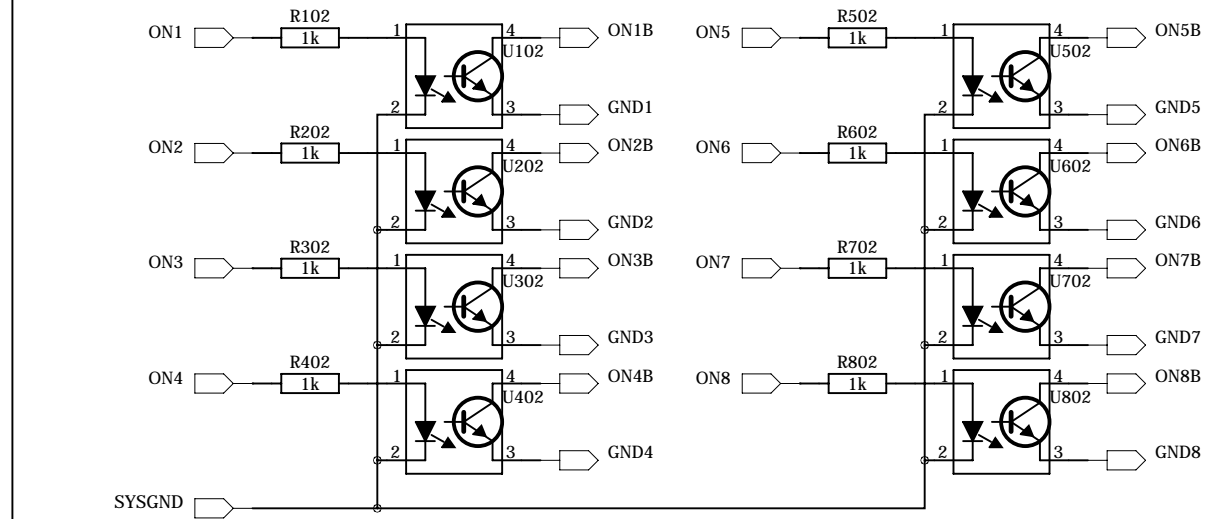 R102
R502
ON1 1k 1 4 ON1B ON5 1k 1 4 ON5B
U102 U502
2 3 GND1 2 3 GND5
R202 R602
ON2 1k 1 4 ON2B ON6 1k 1 4 ON6B
U202 U602
2 3 GND2 2 3 GND6
R302 R702
ON3 1k 1 4 ON3B ON7 1k 1 4 ON7B
U302 U702
2 3 GND3 2 3 GND7
R402 R802
ON4 1k 1 4 ON4B ON8 1k 1 4 ON8B
U402 U802
2 3 GND4 2 3 GND8
SYSGND